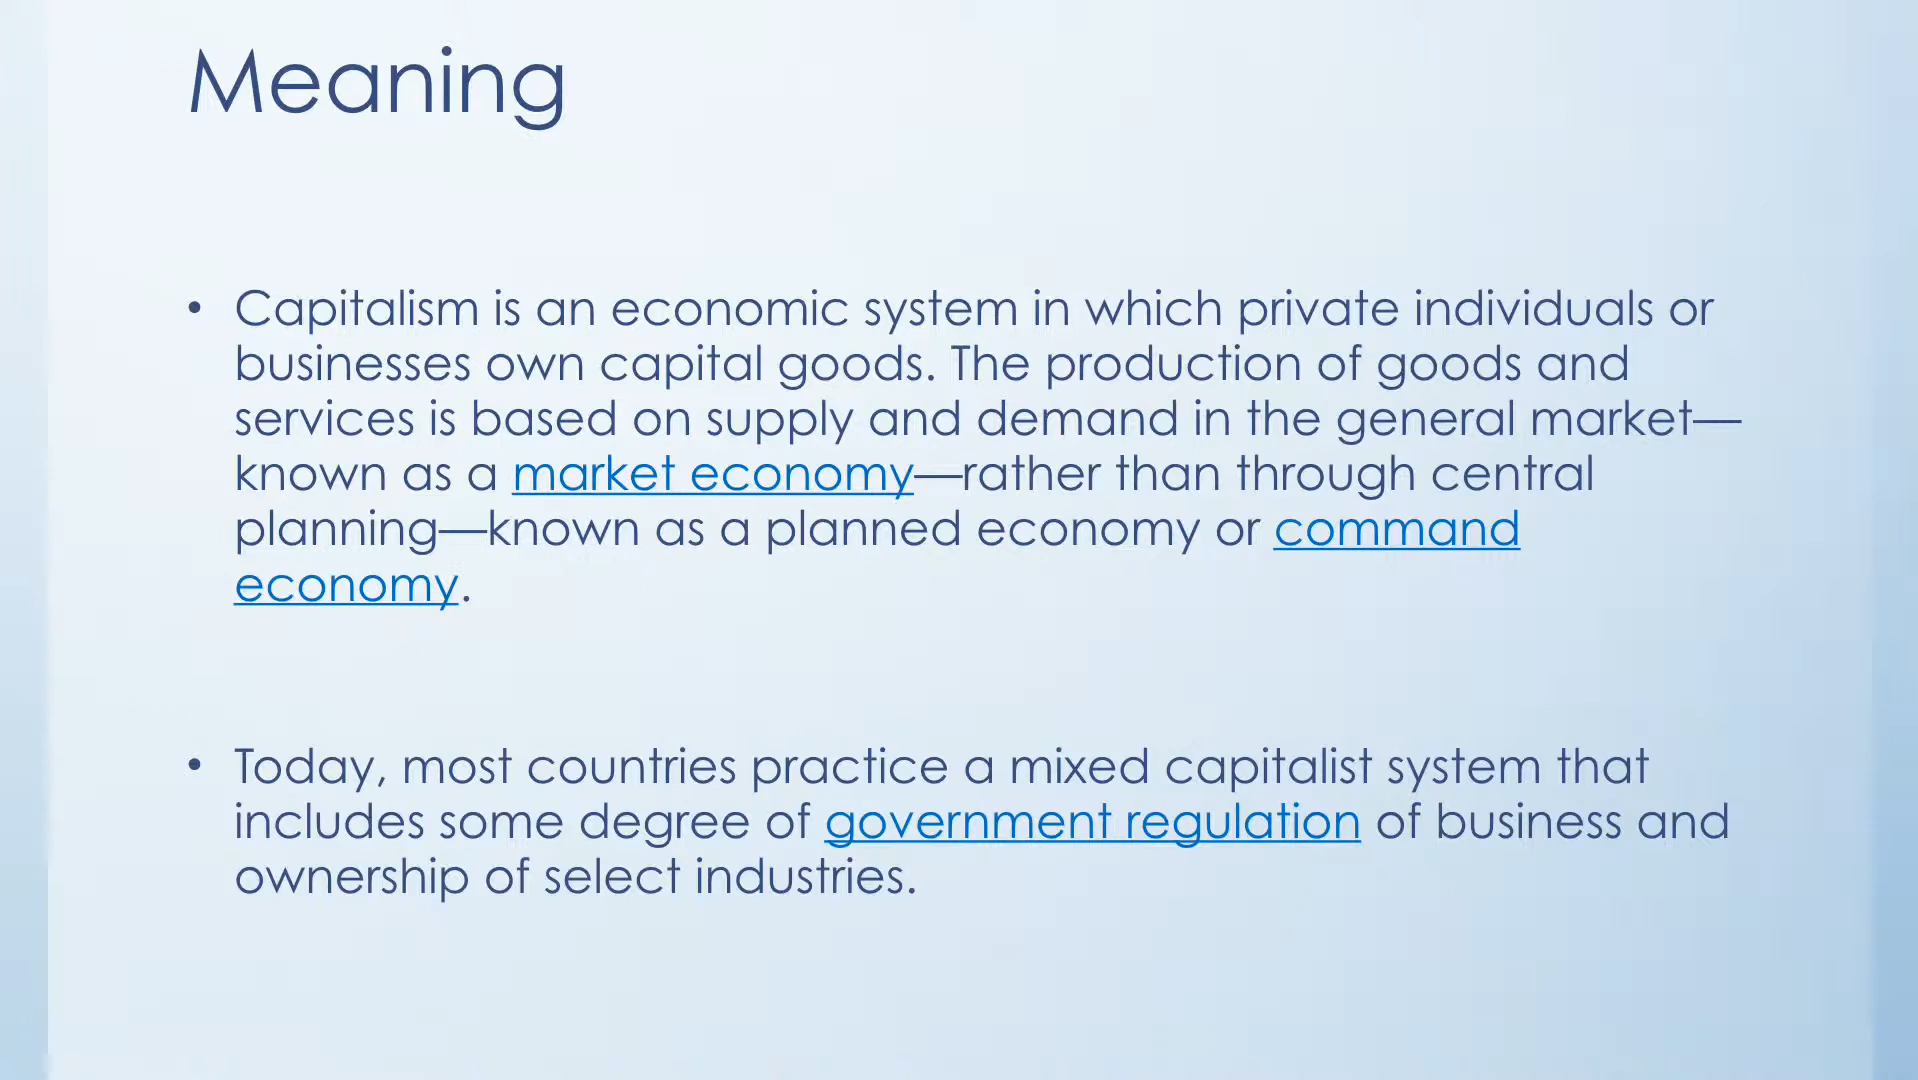 Meaning
• Capitalism is an economic system in which private individuals or
businesses own capital goods. The production of goods and
services is based on supply and demand in the general market—
known as a market economy—rather than through central
planning—known as a planned economy or command
economy.
• Today, most countries practice a mixed capitalist system that
includes some degree of government regulation of business and
ownership of select industries.